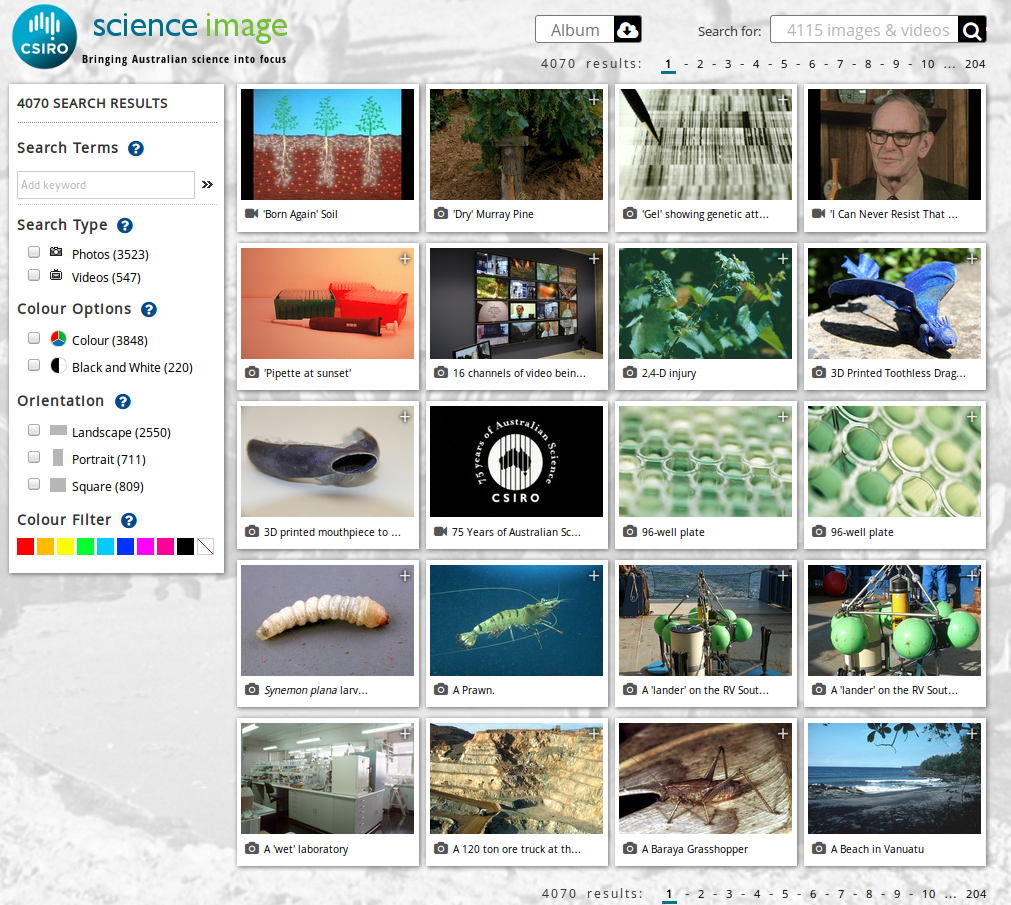 CSIRO
science image
Bringing Australian science into focus
Album
Search for:
4115 images & videos
4070 results: 1 - 2 - 3 - 4 - 5 - 6 - 7 - 8 - 9 - 10 ... 204
4070 SEARCH RESULTS
Search Terms ?
Add keyword »
Search Type ?
Photos (3523)
Videos (547)
Colour Options ?
Colour (3848)
Black and White (220)
Orientation ?
Landscape (2550)
Portrait (711)
Square (809)
Colour Filter ?
'Born Again' Soil
'Dry' Murray Pine
'Gel' showing genetic att...
'I Can Never Resist That ...
'Pipette at sunset'
16 channels of video bein...
2,4-D injury
3D Printed Toothless Drag...
3D printed mouthpiece to ...
75 years of Australian Science
CSIRO
75 Years of Australian Sc...
96-well plate
96-well plate
Synemon plana larv...
A Prawn.
A 'lander' on the RV Sout...
A 'lander' on the RV Sout...
A 'wet' laboratory
A 120 ton ore truck at th...
A Baraya Grasshopper
A Beach in Vanuatu
4070 results: 1 - 2 - 3 - 4 - 5 - 6 - 7 - 8 - 9 - 10 ... 204